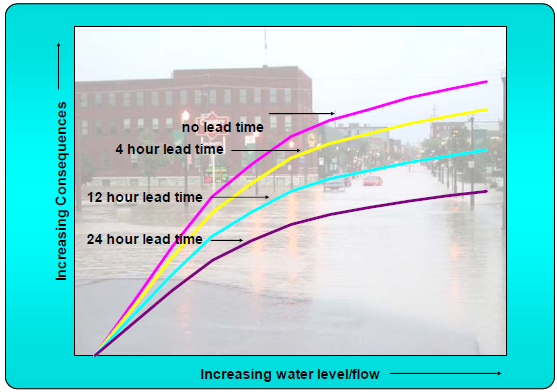 no lead time
4 hour lead time
12 hour lead time
24 hour lead time
Increasing Consequences
Increasing water level/flow